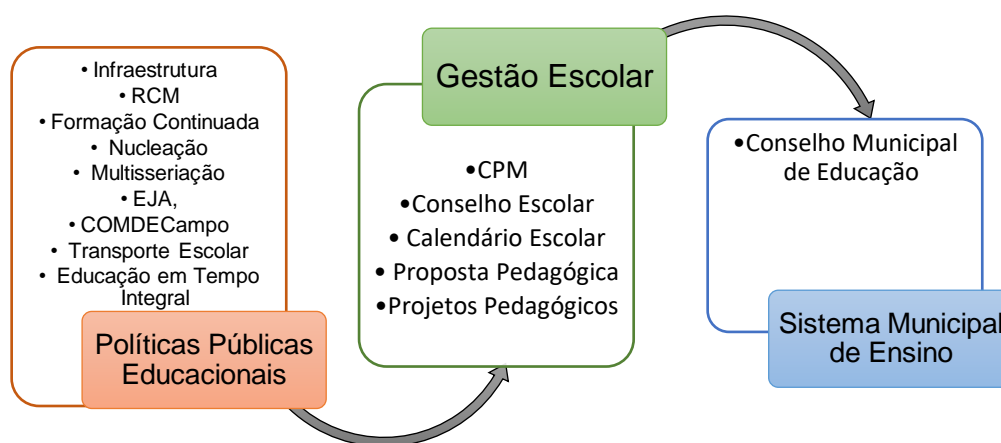 • Infraestrutura
• RCM
• Formação Continuada
• Nucleação
• Multisseriação
• EJA,
• COMDECampo
• Transporte Escolar
• Educação em Tempo
Integral
Políticas Públicas
Educacionais
Gestão Escolar
•CPM
•Conselho Escolar
• Calendário Escolar
• Proposta Pedagógica
•Projetos Pedagógicos
•Conselho Municipal
de Educação
Sistema Municipal
de Ensino